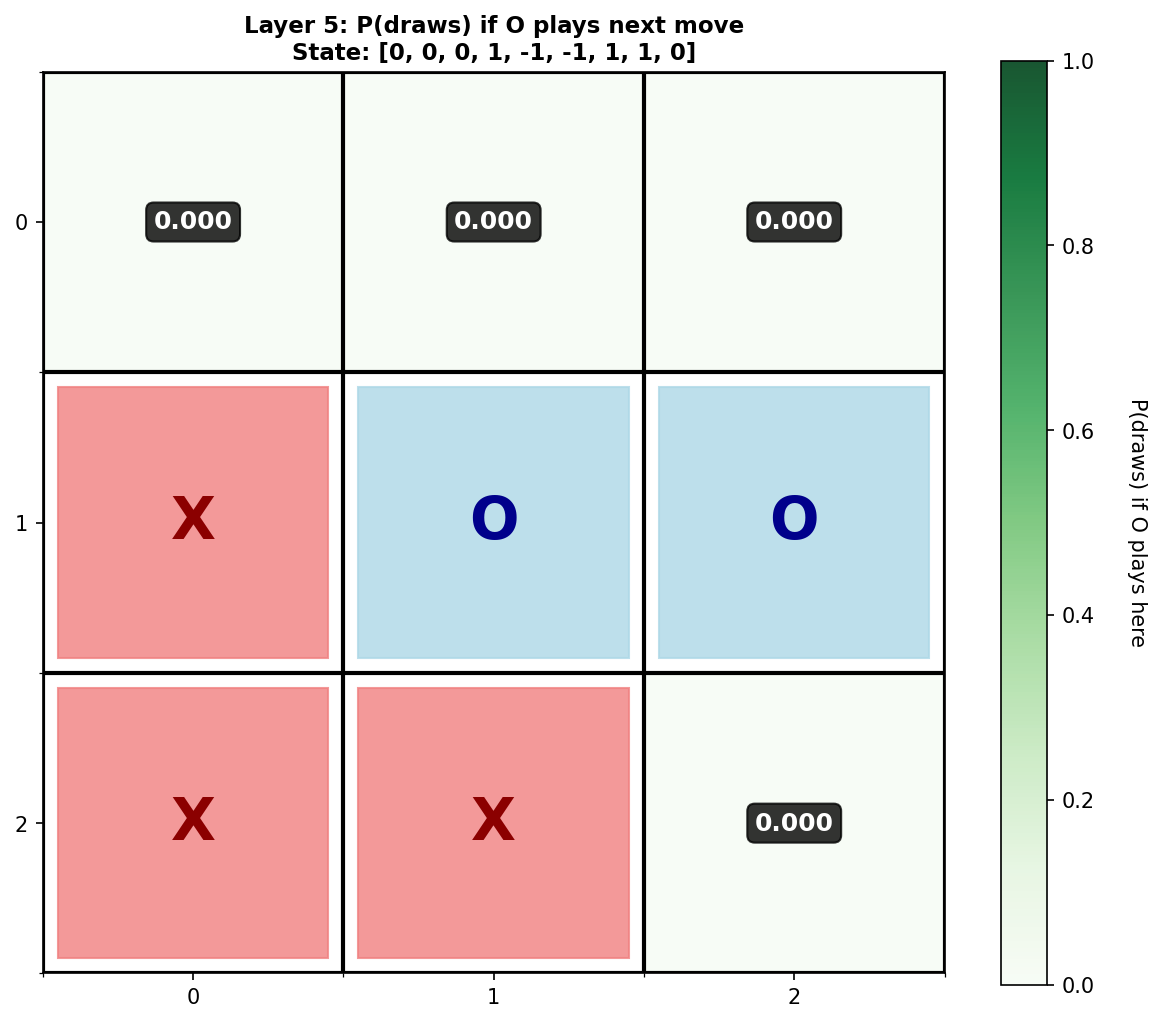 Layer 5: P(draws) if O plays next move
State: [0, 0, 0, 1, -1, -1, 1, 1, 0]
0
0.000
0.000
0.000
1
X
O
O
2
X
X
0.000
0
1
2
1.0
0.8
0.6
0.4
0.2
0.0
P(draws) if O plays here